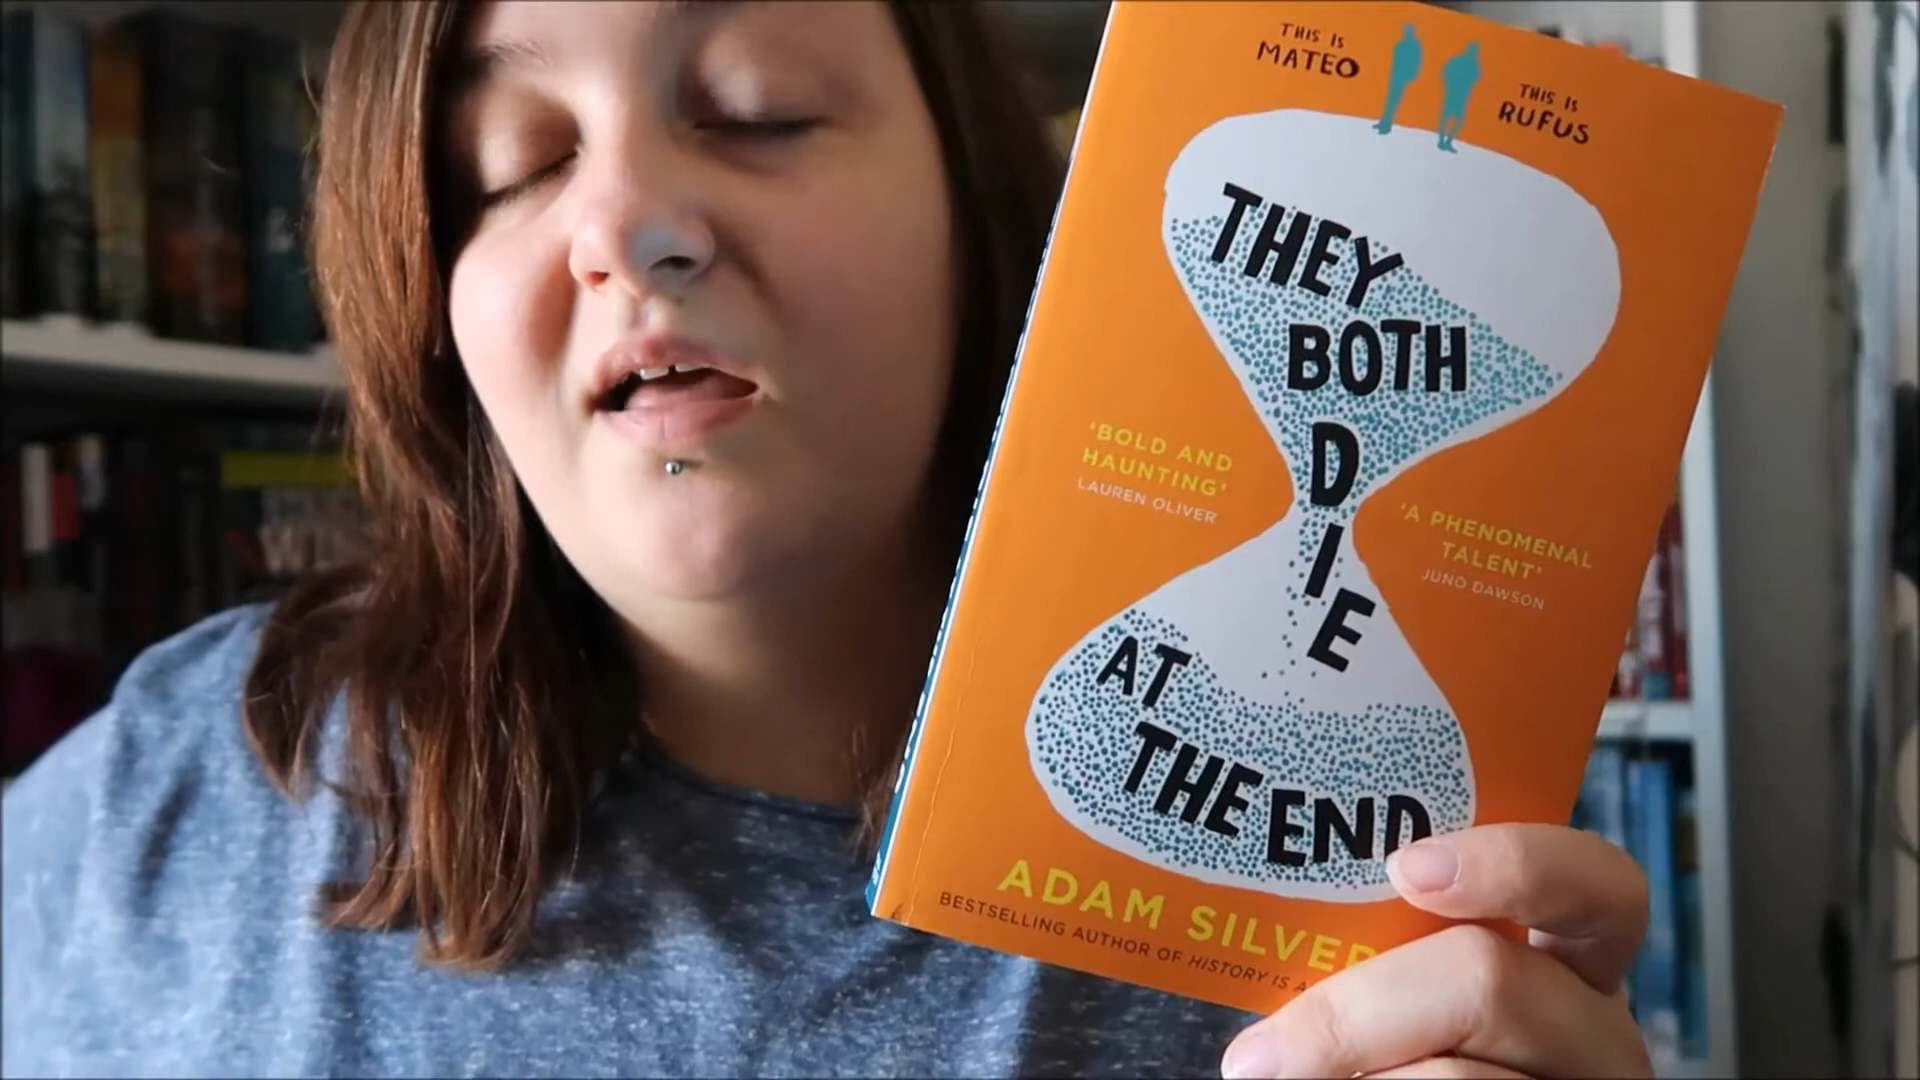 THIS IS
MATEO
THIS IS
RUFUS
THEY
BOTH
DIE
AT
THE END
'BOLD AND
HAUNTING'
LAUREN OLIVER
'A PHENOMENAL
TALENT'
JUNO DAWSON
ADAM SILVER
BESTSELLING AUTHOR OF HISTORY IS A